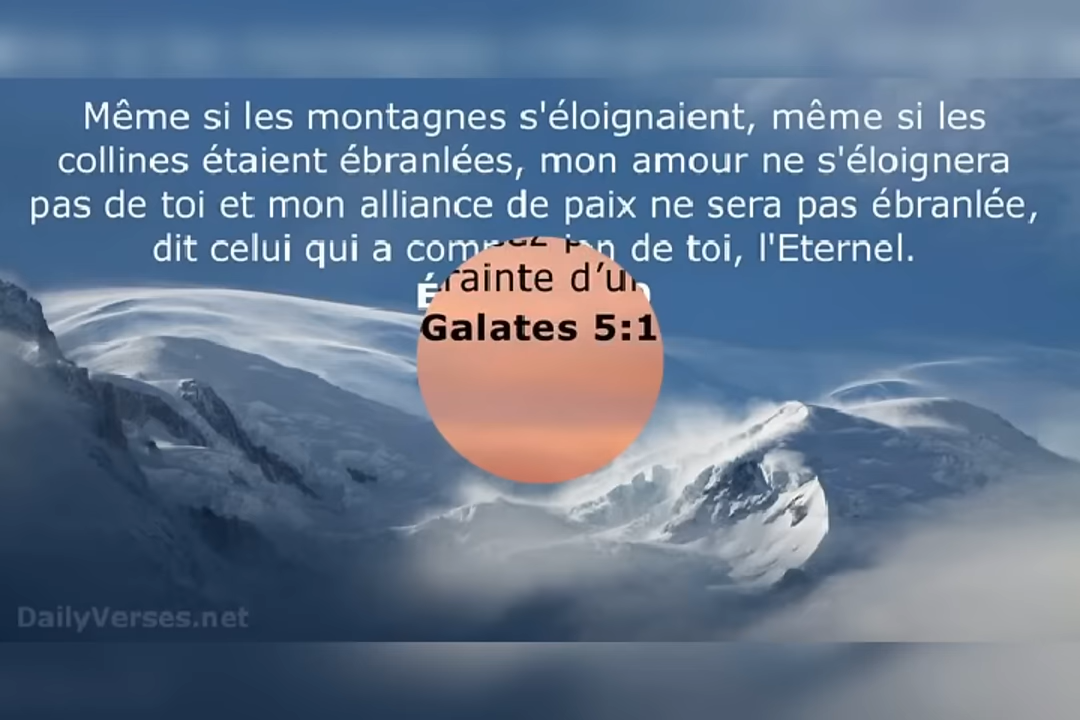 Même si les montagnes s'éloignaient, même si les
collines étaient ébranlées, mon amour ne s'éloignera
pas de toi et mon alliance de paix ne sera pas ébranlée,
dit celui qui a de toi, l'Eternel.
d'un
Galates 5:1
DailyVerses.net